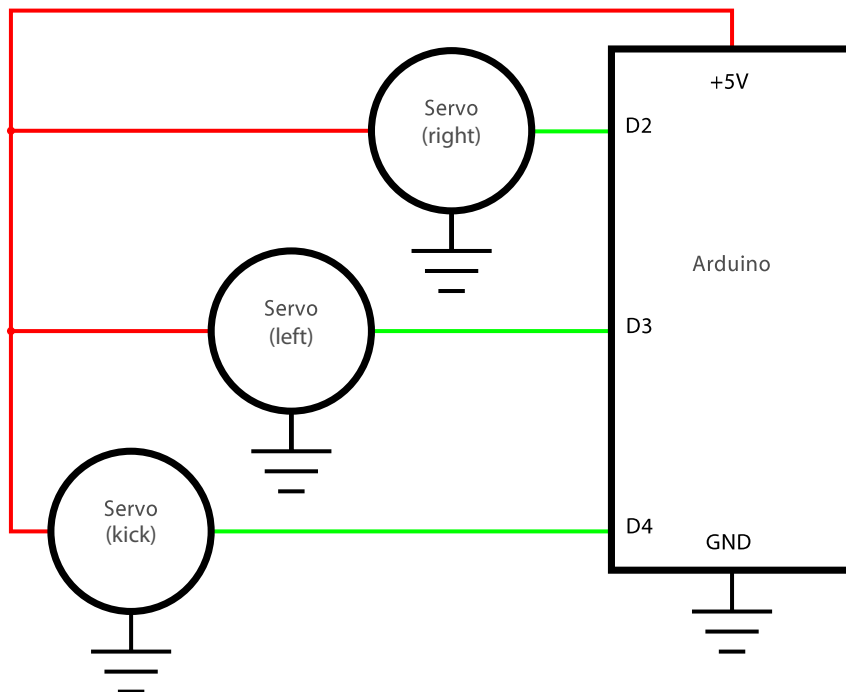 +5V
Servo
(right)
D2
Arduino
Servo
(left)
D3
Servo
(kick)
D4
GND